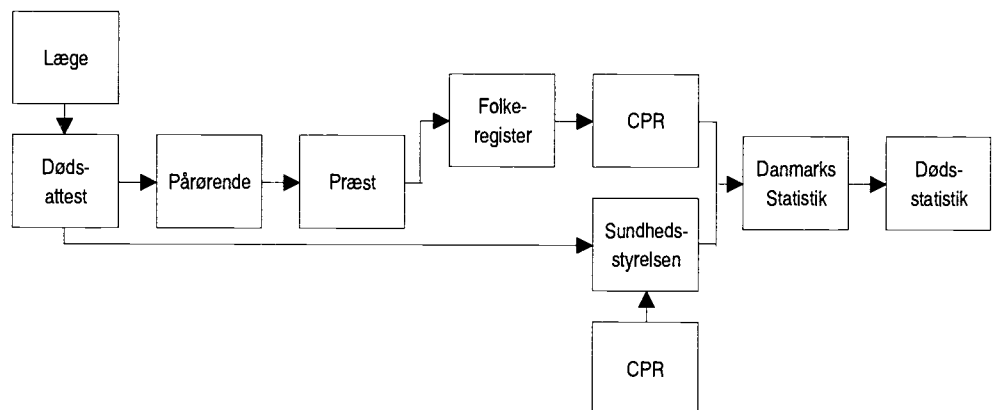 Læge
Døds-
attest
Pårørende
Præst
Folke-
register
CPR
Sundheds-
styrelsen
CPR
Danmarks
Statistik
Døds-
statistik